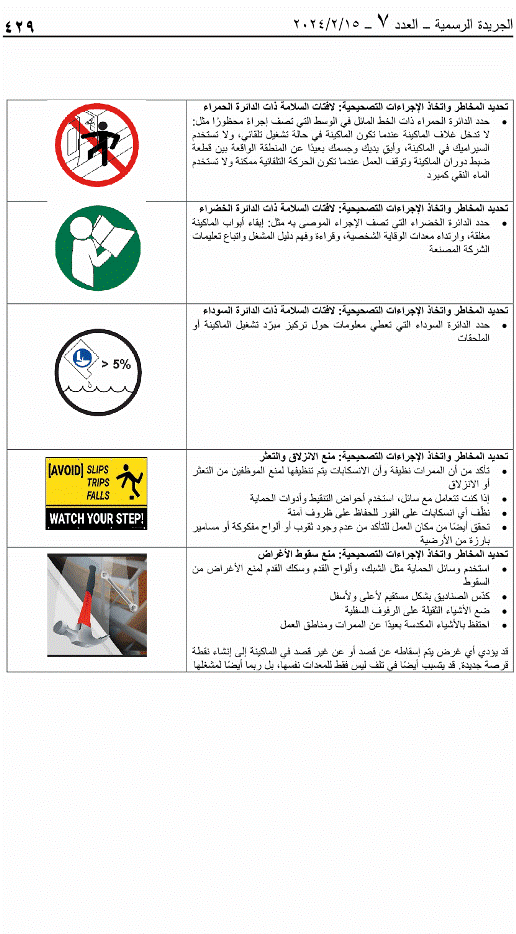 الجريدة الرسمية ــ العدد ٧ ــ ٢٠٢٤/٢/١٥
٤٢٩
تحديد المخاطر واتخاذ الإجراءات التصحيحية: لافتات السلامة ذات الدائرة الحمراء
• حدد الدائرة الحمراء ذات الخط المائل في الوسط التي تصف إجراءً محظورًا مثل:
لا تدخل غلاف الماكينة عندما تكون الماكينة في حالة تشغيل تلقائي، ولا تستخدم
السيراميك في الماكينة، وأبق يديك وجسمك بعيدًا عن المنطقة الواقعة بين قطعة
ضبط دوران الماكينة وتوقف العمل عندما تكون الحركة التلقائية ممكنة ولا تستخدم
الماء النقي كمبرد
تحديد المخاطر واتخاذ الإجراءات التصحيحية: لافتات السلامة ذات الدائرة الخضراء
• حدد الدائرة الخضراء التي تصف الإجراء الموصى به مثل: إبقاء أبواب الماكينة
مغلقة، وارتداء معدات الوقاية الشخصية، وقراءة وفهم دليل المشغل واتباع تعليمات
الشركة المصنعة
تحديد المخاطر واتخاذ الإجراءات التصحيحية: لافتات السلامة ذات الدائرة السوداء
• حدد الدائرة السوداء التي تعطي معلومات حول تركيز مبرّد تشغيل الماكينة أو
الملحقات
> 5%
تحديد المخاطر واتخاذ الإجراءات التصحيحية: منع الانزلاق والتعثر
• تأكد من أن الممرات نظيفة وأن الانسكابات يتم تنظيفها لمنع الموظفين من التعثر
أو الانزلاق
• إذا كنت تتعامل مع سائل، استخدم أحواض التنقيط وأدوات الحماية
• نظّف أي انسكابات على الفور للحفاظ على ظروف آمنة
• تحقق أيضًا من مكان العمل للتأكد من عدم وجود ثقوب أو ألواح مفكوكة أو مسامير
بارزة من الأرضية
[AVOID] SLIPS
TRIPS
FALLS
WATCH YOUR STEP!
تحديد المخاطر واتخاذ الإجراءات التصحيحية: منع سقوط الأغراض
• استخدم وسائل الحماية مثل الشبك، وألواح القدم وسكك القدم لمنع الأغراض من
السقوط
• كدّس الصناديق بشكل مستقيم لأعلى ولأسفل
• ضع الأشياء الثقيلة على الرفوف السفلية
• احتفظ بالأشياء المكدسة بعيدًا عن الممرات ومناطق العمل
قد يؤدي أي غرض يتم إسقاطه عن قصد أو عن غير قصد في الماكينة إلى إنشاء نقطة
قرصة جديدة. قد يتسبب أيضًا في تلف ليس فقط للمعدات نفسها، بل ربما أيضًا لمشغلها